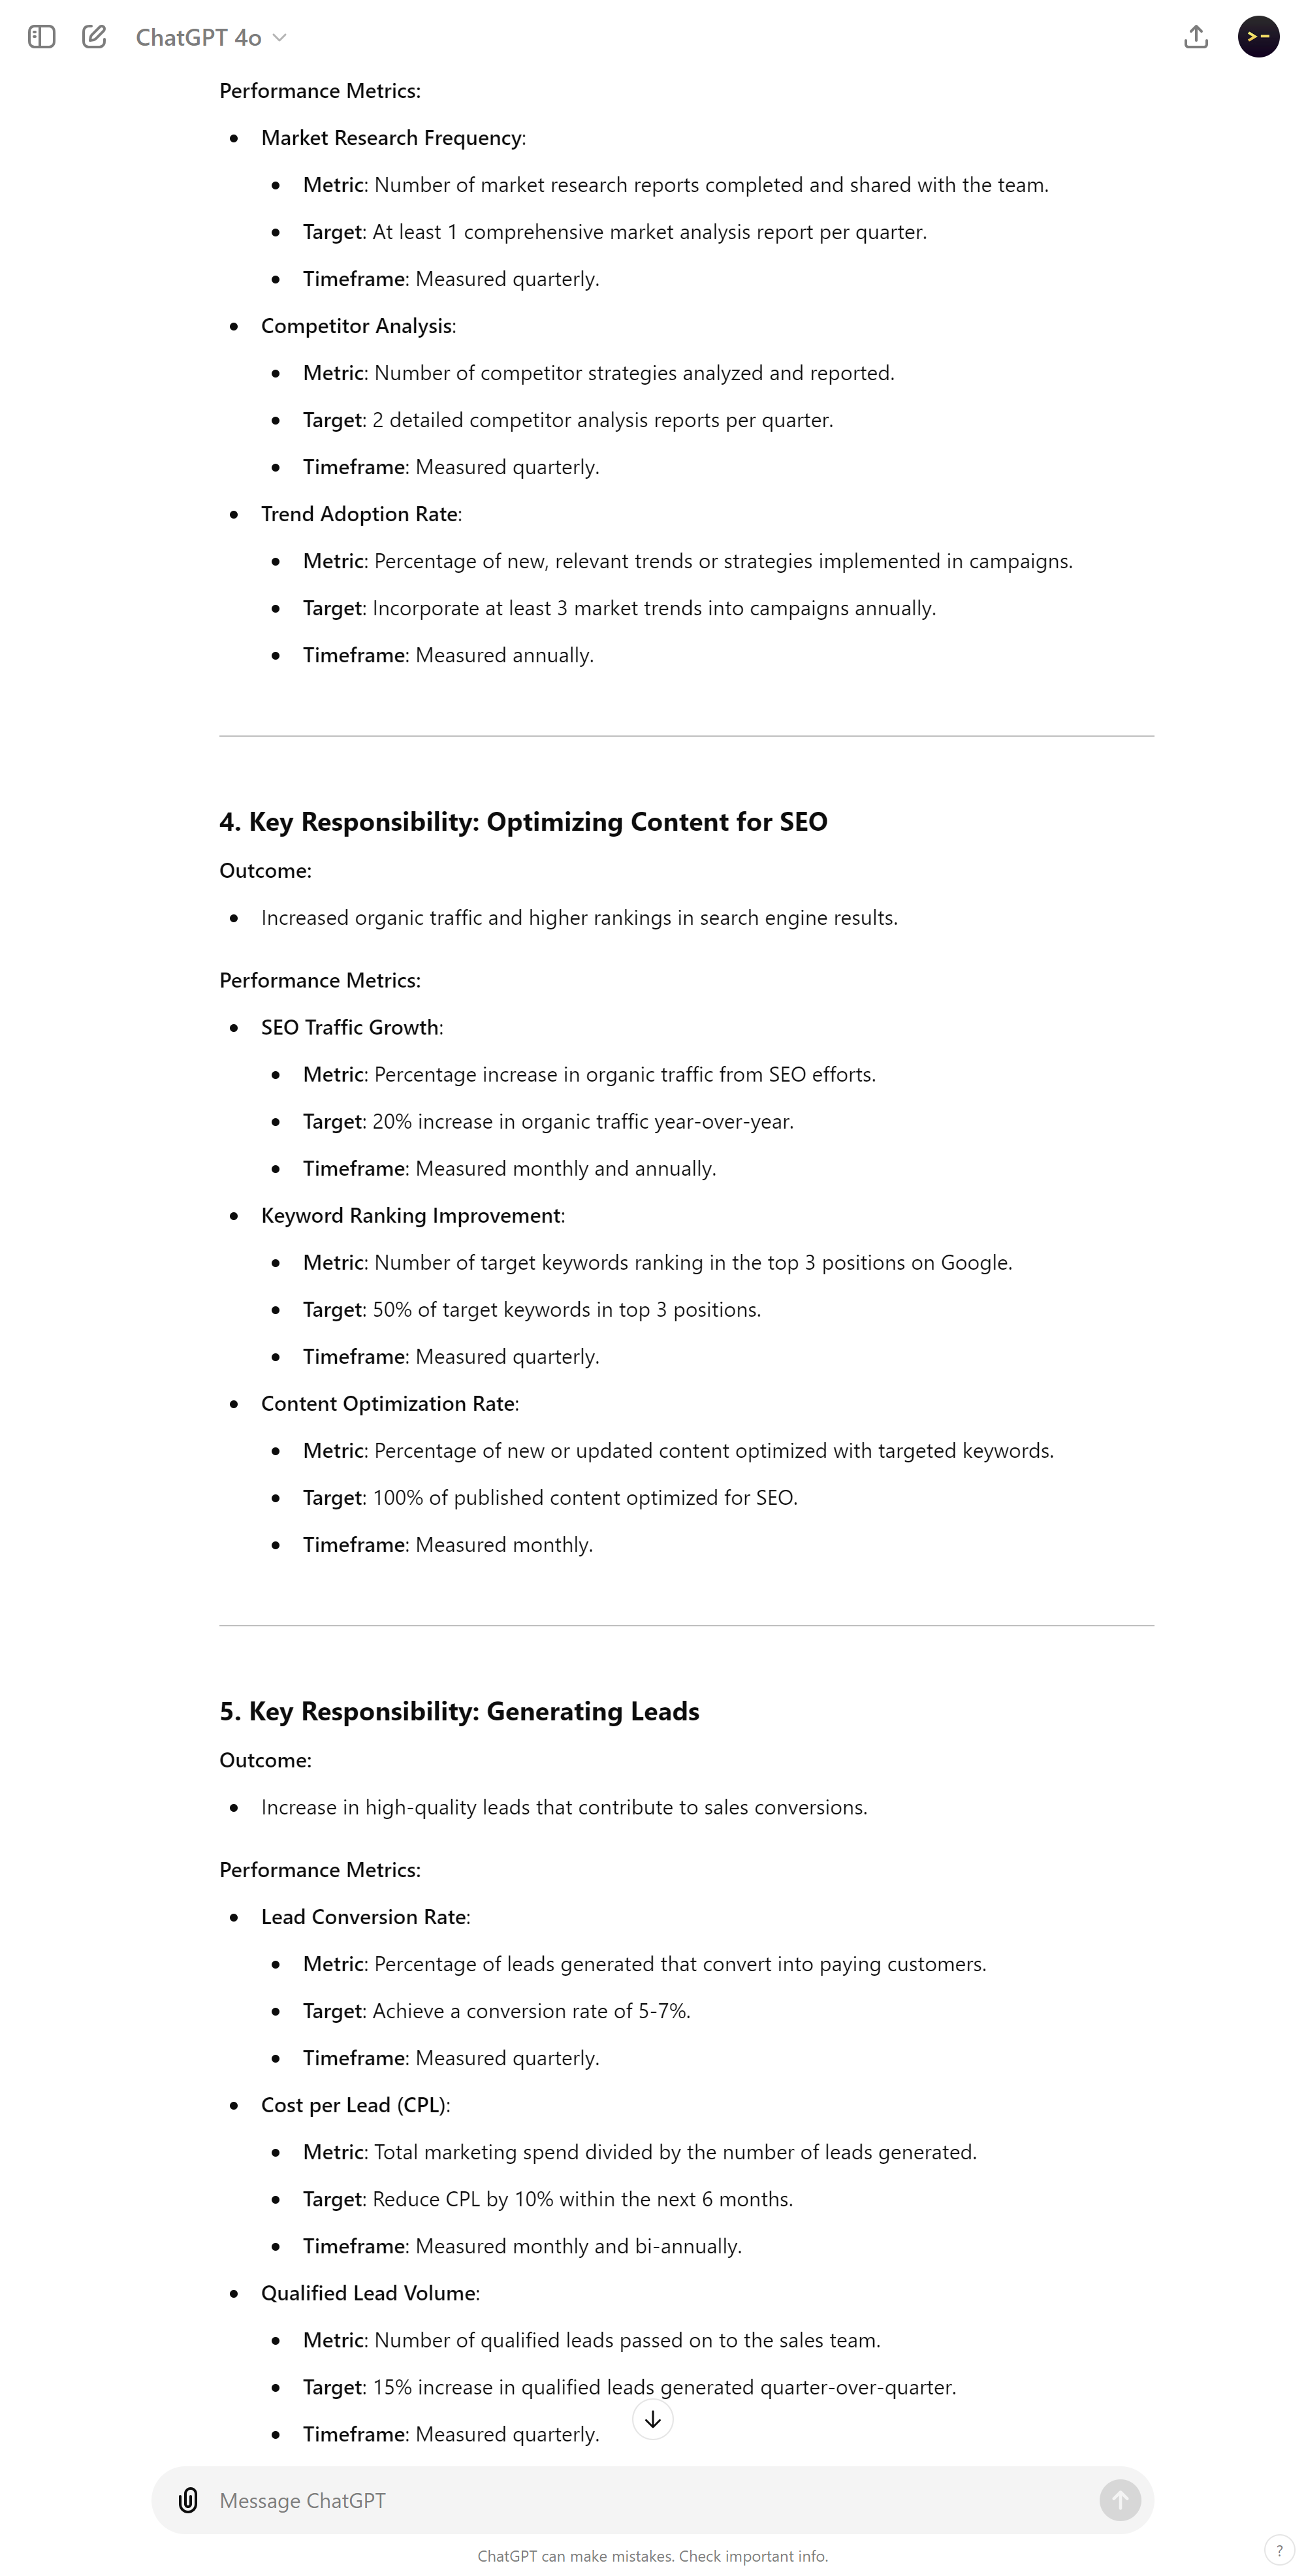 ChatGPT 4o
>-
Performance Metrics:
Market Research Frequency:
Metric: Number of market research reports completed and shared with the team.
Target: At least 1 comprehensive market analysis report per quarter.
Timeframe: Measured quarterly.
Competitor Analysis:
Metric: Number of competitor strategies analyzed and reported.
Target: 2 detailed competitor analysis reports per quarter.
Timeframe: Measured quarterly.
Trend Adoption Rate:
Metric: Percentage of new, relevant trends or strategies implemented in campaigns.
Target: Incorporate at least 3 market trends into campaigns annually.
Timeframe: Measured annually.
4. Key Responsibility: Optimizing Content for SEO
Outcome:
Increased organic traffic and higher rankings in search engine results.
Performance Metrics:
SEO Traffic Growth:
Metric: Percentage increase in organic traffic from SEO efforts.
Target: 20% increase in organic traffic year-over-year.
Timeframe: Measured monthly and annually.
Keyword Ranking Improvement:
Metric: Number of target keywords ranking in the top 3 positions on Google.
Target: 50% of target keywords in top 3 positions.
Timeframe: Measured quarterly.
Content Optimization Rate:
Metric: Percentage of new or updated content optimized with targeted keywords.
Target: 100% of published content optimized for SEO.
Timeframe: Measured monthly.
5. Key Responsibility: Generating Leads
Outcome:
Increase in high-quality leads that contribute to sales conversions.
Performance Metrics:
Lead Conversion Rate:
Metric: Percentage of leads generated that convert into paying customers.
Target: Achieve a conversion rate of 5-7%.
Timeframe: Measured quarterly.
Cost per Lead (CPL):
Metric: Total marketing spend divided by the number of leads generated.
Target: Reduce CPL by 10% within the next 6 months.
Timeframe: Measured monthly and bi-annually.
Qualified Lead Volume:
Metric: Number of qualified leads passed on to the sales team.
Target: 15% increase in qualified leads generated quarter-over-quarter.
Timeframe: Measured quarterly.
Message ChatGPT
ChatGPT can make mistakes. Check important info.
?